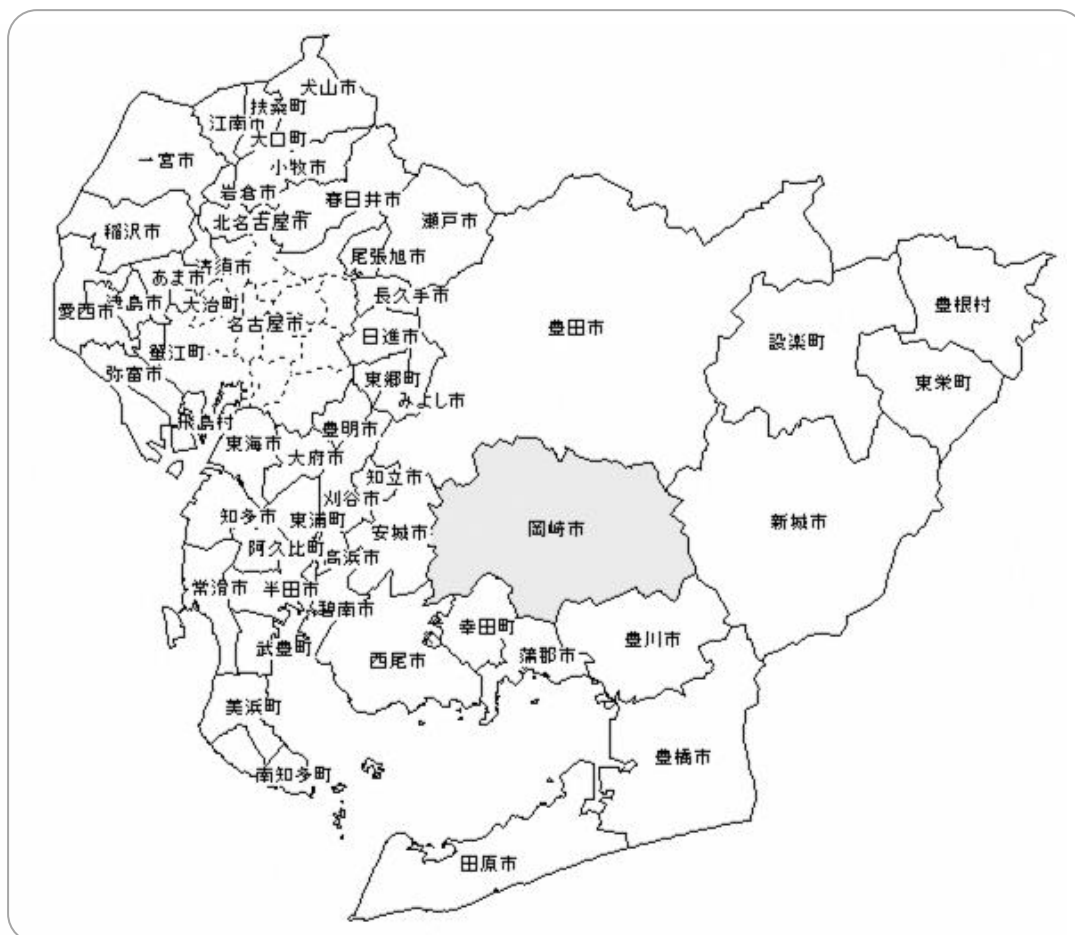 犬山市
扶桑町
江南市
大口町
一宮市
小牧市
岩倉市
春日井市
北名古屋市
瀬戸市
稲沢市
尾張旭市
清須市
あま市
長久手市
愛西市
津島市
大治町
名古屋市
豊根村
豊田市
日進市
設楽町
蟹江町
弥富市
東郷町
東栄町
みよし市
飛島村
豊明市
東海市
大府市
知立市
刈谷市
知多市
東浦町
安城市
岡崎市
新城市
阿久比町
高浜市
常滑市
半田市
碧南市
幸田町
豊川市
武豊町
西尾市
蒲郡市
美浜町
豊橋市
南知多町
田原市